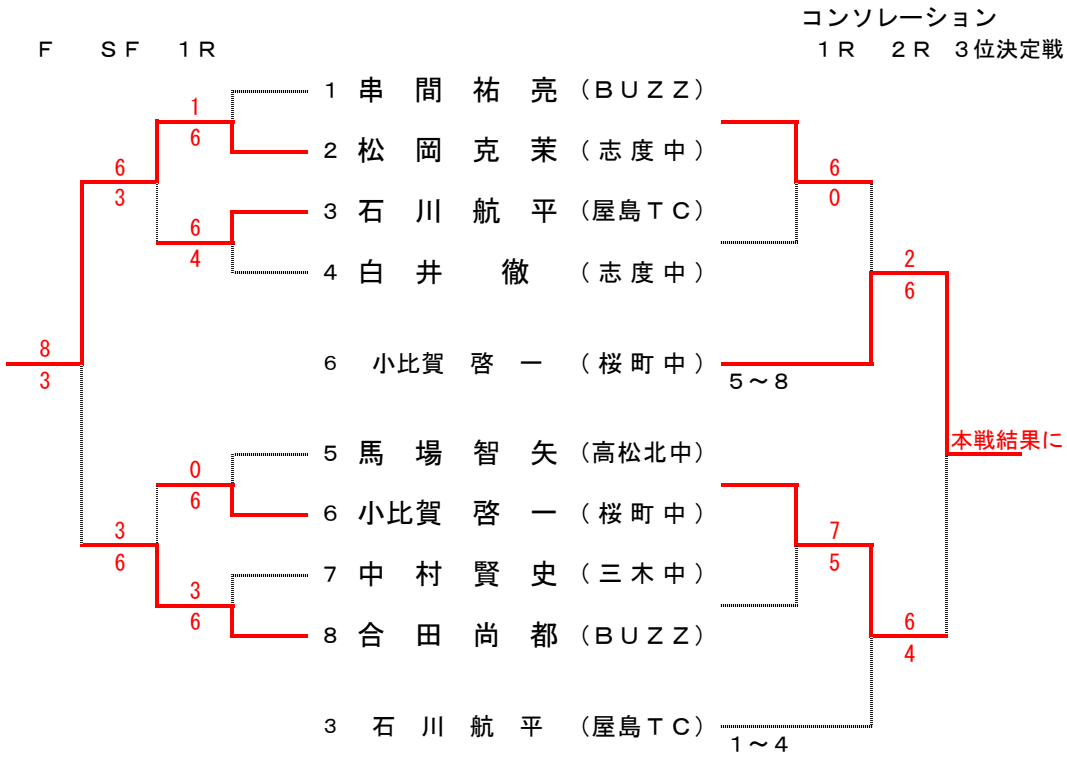 コンソレーション
F SF 1R 1R 2R 3位決定戦
1 串間祐亮 (BUZZ)
1
6
2 松岡克茉 (志度中)
6
3
6
0
3 石川航平 (屋島TC)
6
4
4 白井徹 (志度中)
2
6
8
3
6 小比賀啓一 (桜町中)
5~8
本戦結果に
5 馬場智矢 (高松北中)
0
6
6 小比賀啓一 (桜町中)
3
6
7
5
7 中村賢史 (三木中)
3
6
8 合田尚都 (BUZZ)
6
4
3 石川航平 (屋島TC)
1~4